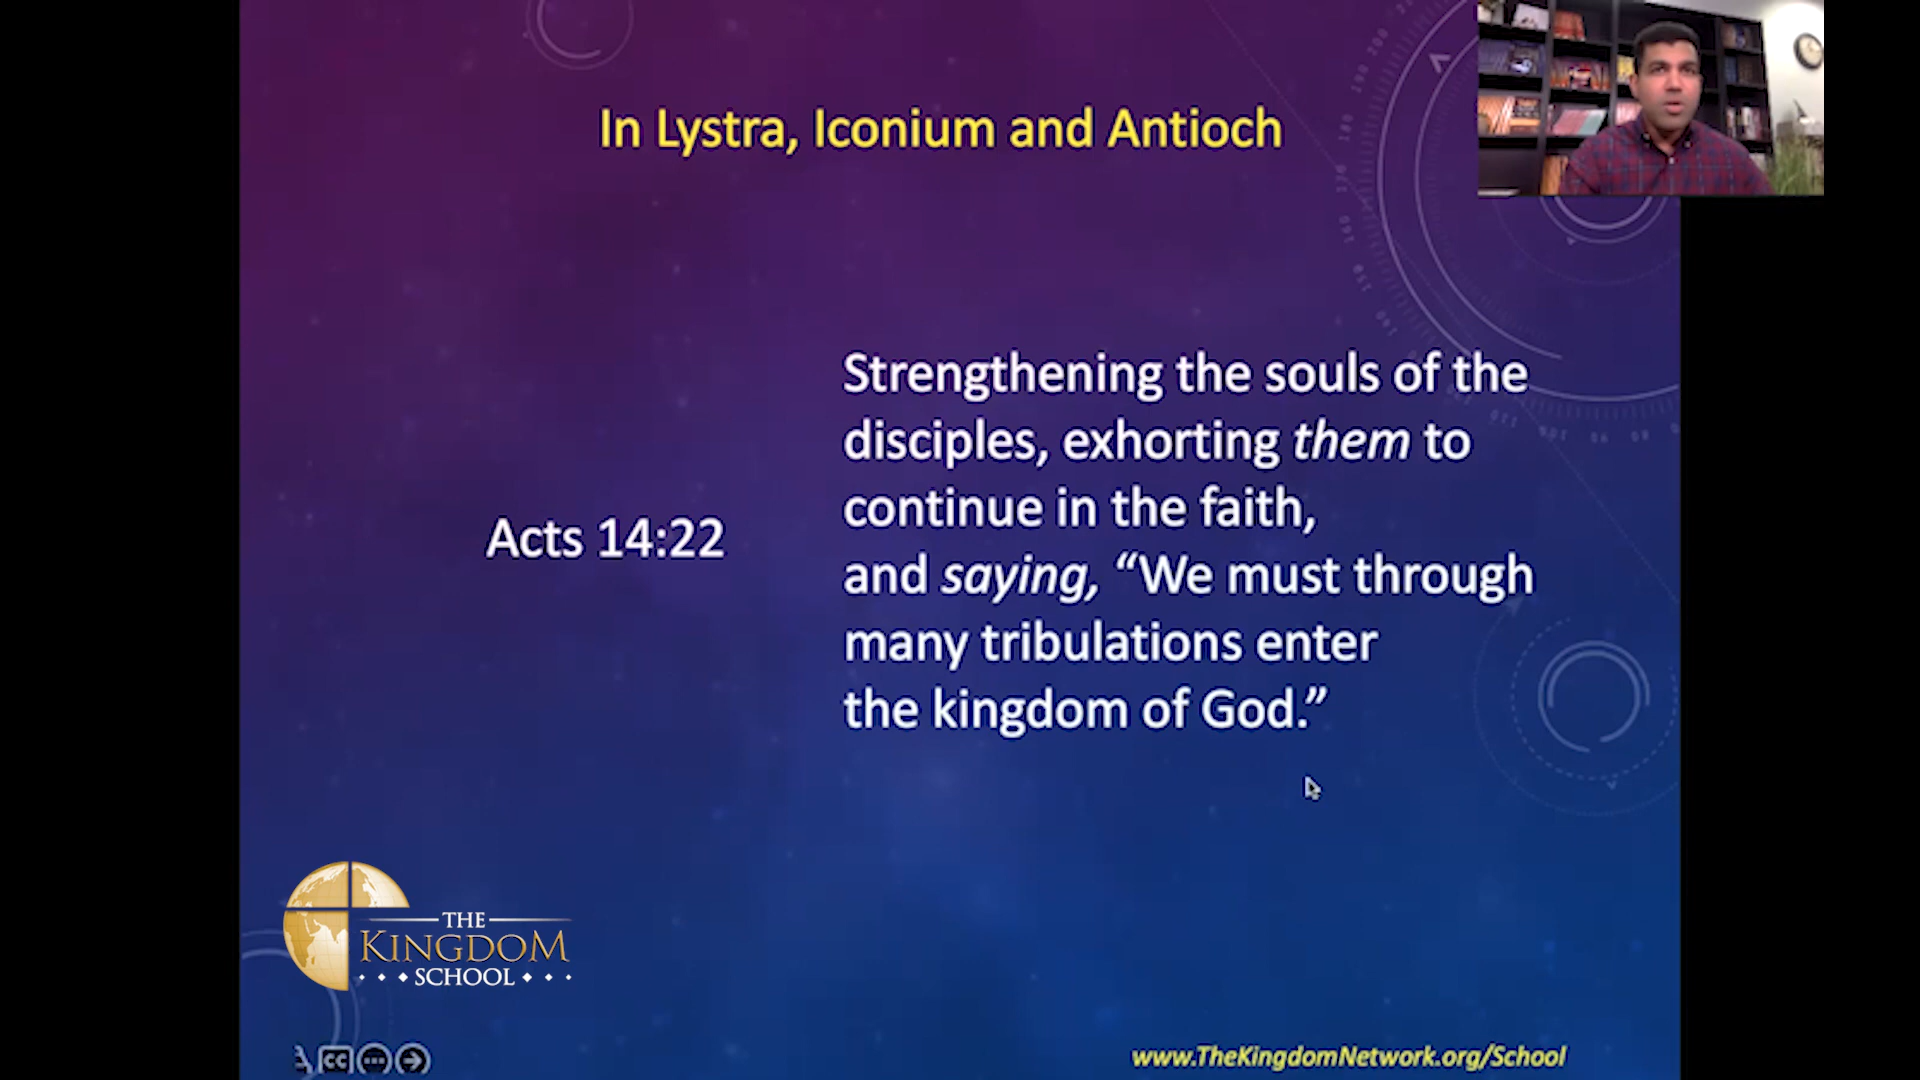 In Lystra, Iconium and Antioch
Acts 14:22
Strengthening the souls of the
disciples, exhorting them to
continue in the faith,
and saying, “We must through
many tribulations enter
the kingdom of God.”
THE
KINGDOM
SCHOOL
cc
www.TheKingdomNetwork.org/School